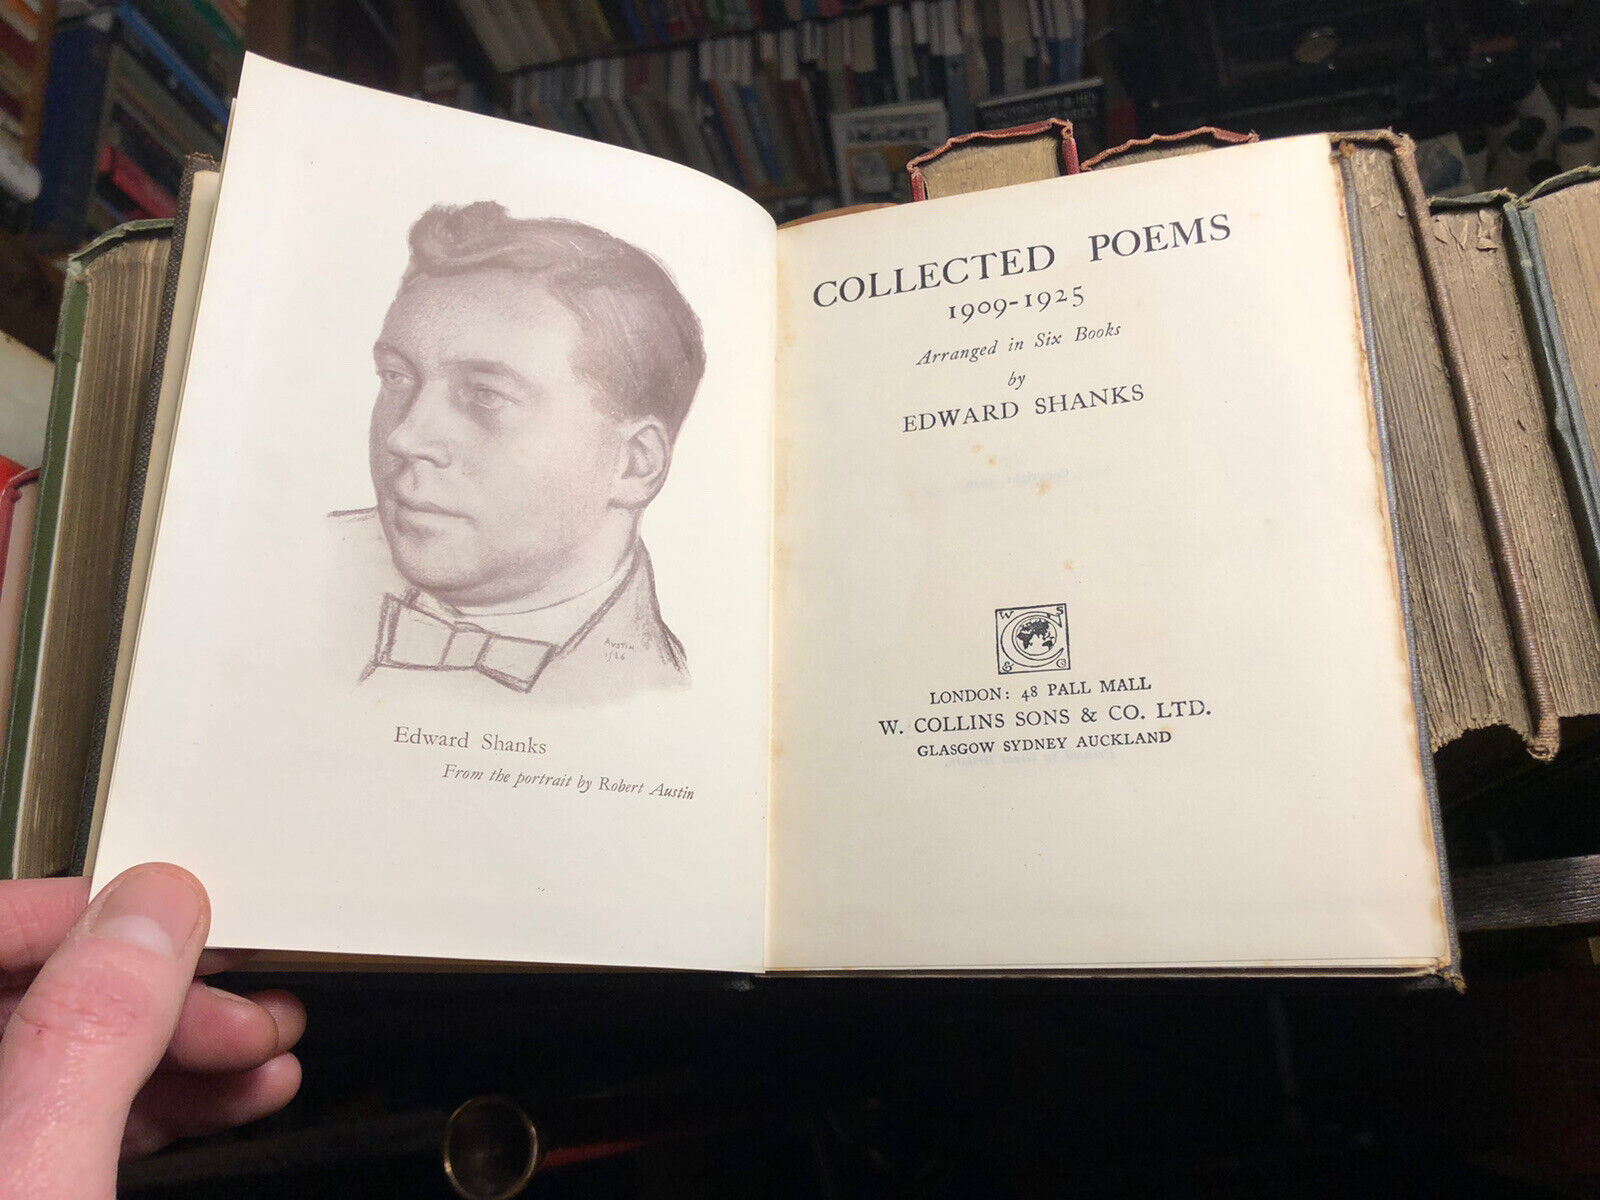 AUSTIN
Edward Shanks
From the portrait by Robert Austin
COLLECTED POEMS
1909-1925
Arranged in Six Books
by
EDWARD SHANKS
W S
C
& Co
LONDON: 48 PALL MALL
W. COLLINS SONS & CO. LTD.
GLASGOW SYDNEY AUCKLAND